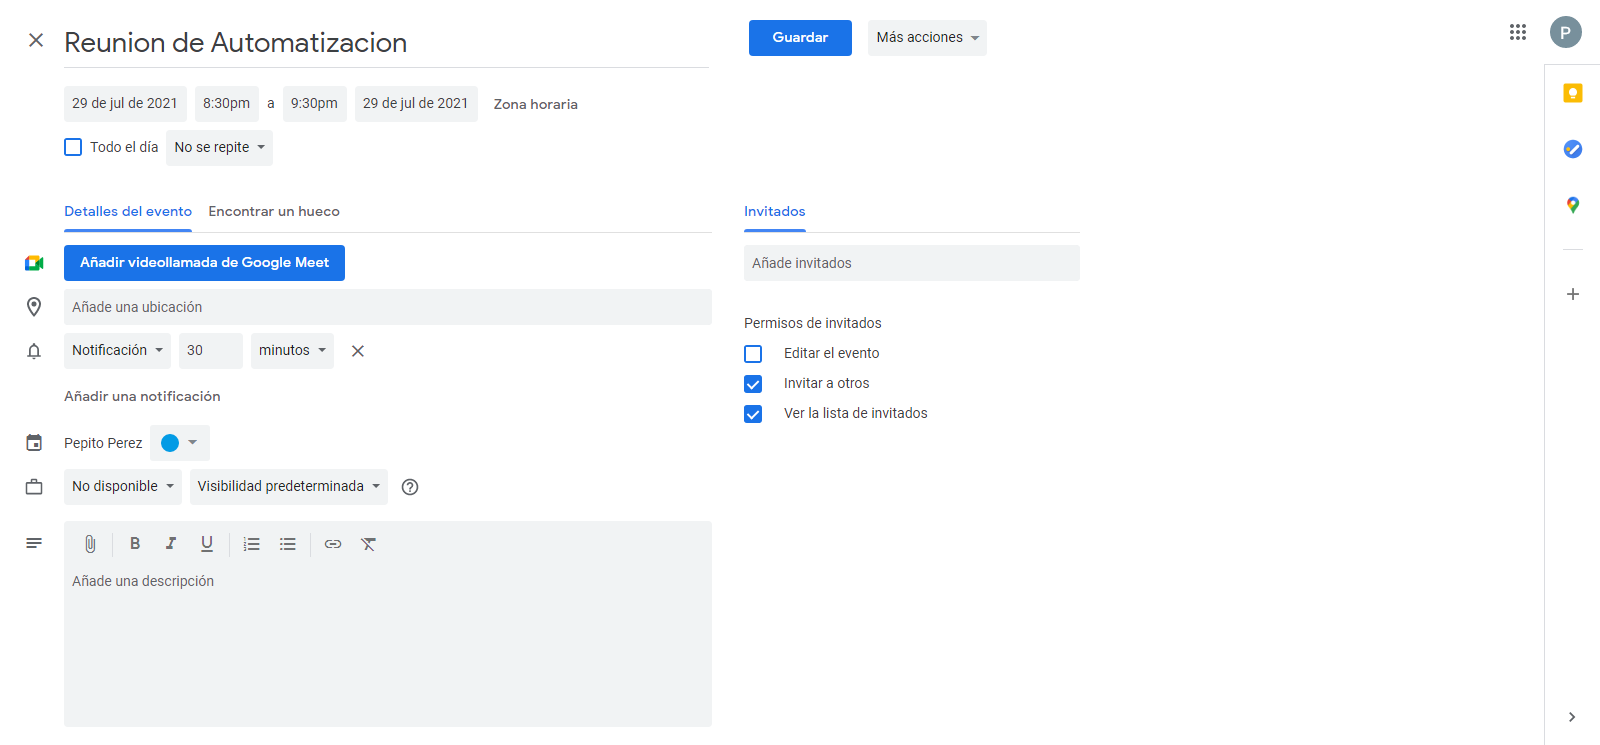 Reunion de Automatizacion
Guardar
Más acciones
P
29 de jul de 2021 8:30pm a 9:30pm 29 de jul de 2021 Zona horaria
Todo el día No se repite
Detalles del evento Encontrar un hueco
Invitados
Añadir videollamada de Google Meet
Añade invitados
Añade una ubicación
Permisos de invitados
Notificación 30 minutos
Editar el evento
Invitar a otros
Añadir una notificación
Ver la lista de invitados
Pepito Perez
No disponible Visibilidad predeterminada
B I U
Añade una descripción